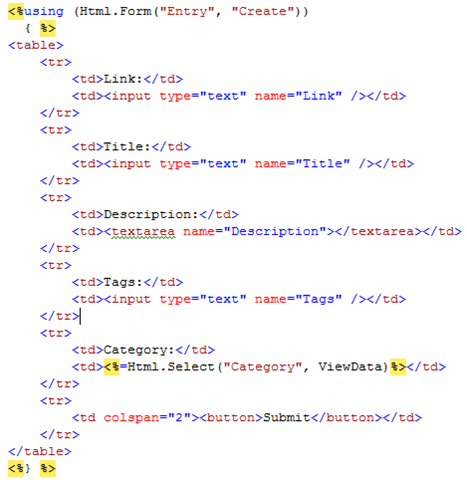 <%using (Html.Form("Entry", "Create"))
  { %>
<table>
    <tr>
        <td>Link:</td>
        <td><input type="text" name="Link" /></td>
    </tr>
    <tr>
        <td>Title:</td>
        <td><input type="text" name="Title" /></td>
    </tr>
    <tr>
        <td>Description:</td>
        <td><textarea name="Description"></textarea></td>
    </tr>
    <tr>
        <td>Tags:</td>
        <td><input type="text" name="Tags" /></td>
    </tr>
    <tr>
        <td>Category:</td>
        <td><%=Html.Select("Category", ViewData)%></td>
    </tr>
    <tr>
        <td colspan="2"><button>Submit</button></td>
    </tr>
</table>
<%} %>